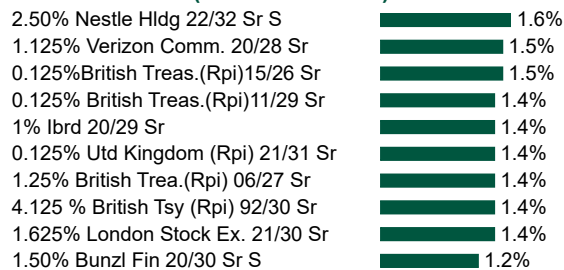 2.50% Nestle Hldg 22/32 Sr S 1.6%
1.125% Verizon Comm. 20/28 Sr 1.5%
0.125%British Treas.(Rpi)15/26 Sr 1.5%
0.125% British Treas.(Rpi)11/29 Sr 1.4%
1% Ibrd 20/29 Sr 1.4%
0.125% Utd Kingdom (Rpi) 21/31 Sr 1.4%
1.25% British Trea.(Rpi) 06/27 Sr 1.4%
4.125 % British Tsy (Rpi) 92/30 Sr 1.4%
1.625% London Stock Ex. 21/30 Sr 1.4%
1.50% Bunzl Fin 20/30 Sr S 1.2%